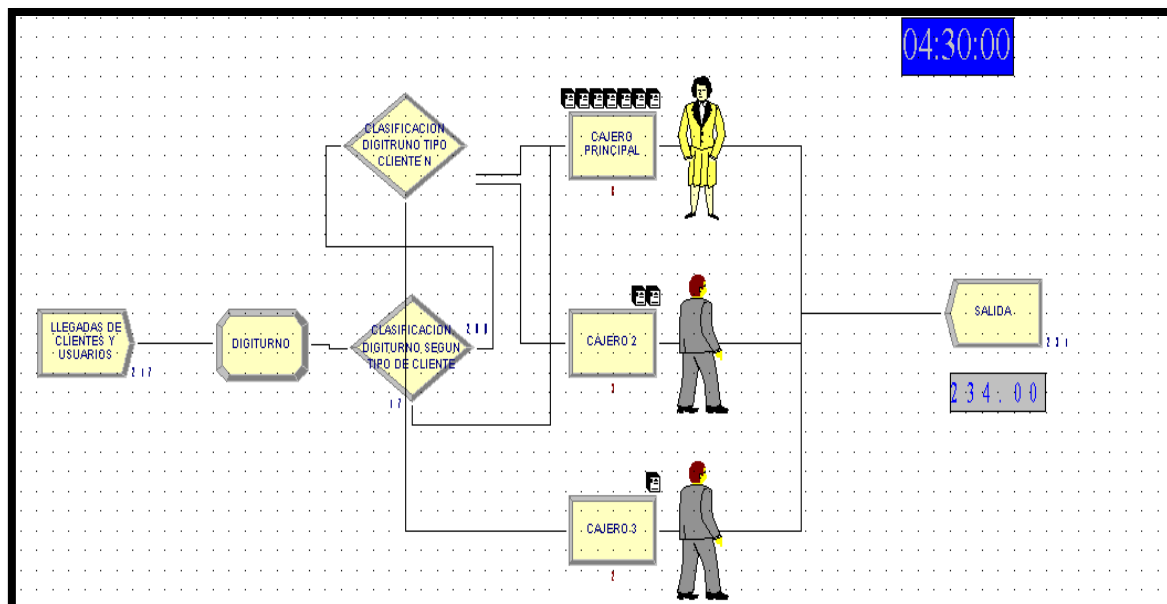 04:30:00
CLASIFICACION
DIGITRUNO TIPO
CLIENTE N
CAJERO
PRINCIPAL
LLEGADAS DE
CLIENTES Y
USUARIOS
DIGITURNO
CLASIFICACION
DIGITURNO SEGUN
TIPO DE CLIENTE
CAJERO 2
SALIDA
234.00
CAJERO 3